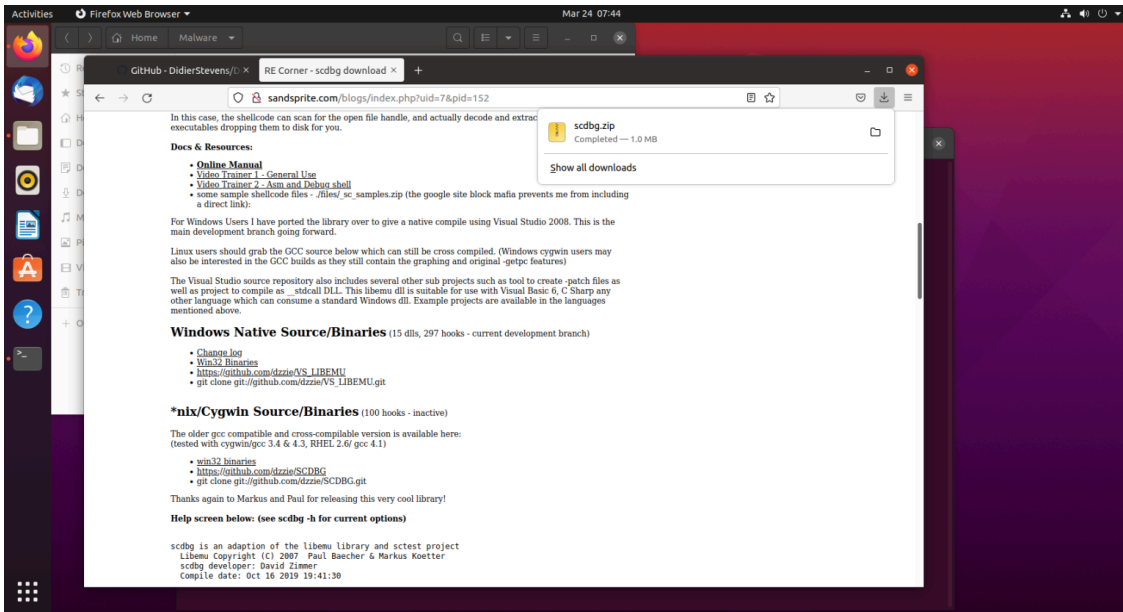 Activities
Firefox Web Browser
Mar 24 07:44
Home
Malware
GitHub - DidierStevens/D
RE Corner - scdbg download
sandsprite.com/blogs/index.php?uid=7&pid=152
scdbg.zip
Completed — 1.0 MB
Show all downloads
In this case, the shellcode can scan for the open file handle, and actually decode and extrac
executables dropping them to disk for you.
Docs & Resources:
• Online Manual
• Video Trainer 1 - General Use
• Video Trainer 2 - Asm and Debug shell
• some sample shellcode files - ./files/_sc_samples.zip (the google site block mafia prevents me from including
a direct link):
For Windows Users I have ported the library over to give a native compile using Visual Studio 2008. This is the
main development branch going forward.
Linux users should grab the GCC source below which can still be cross compiled. (Windows cygwin users may
also be interested in the GCC builds as they still contain the graphing and original -getpc features)
The Visual Studio source repository also includes several other sub projects such as tool to create -patch files as
well as project to compile as __stdcall DLL. This libemu dll is suitable for use with Visual Basic 6, C Sharp any
other language which can consume a standard Windows dll. Example projects are available in the languages
mentioned above.
Windows Native Source/Binaries (15 dlls, 297 hooks - current development branch)
• Change log
• Win32 Binaries
• https://github.com/dzzie/VS_LIBEMU
• git clone git://github.com/dzzie/VS_LIBEMU.git
*nix/Cygwin Source/Binaries (100 hooks - inactive)
The older gcc compatible and cross-compilable version is available here:
(tested with cygwin/gcc 3.4 & 4.3, RHEL 2.6/ gcc 4.1)
• win32 binaries
• https://github.com/dzzie/SCDBG
• git clone git://github.com/dzzie/SCDBG.git
Thanks again to Markus and Paul for releasing this very cool library!
Help screen below: (see scdbg -h for current options)
scdbg is an adaption of the libemu library and sctest project
Libemu Copyright (C) 2007 Paul Baecher & Markus Koetter
scdbg developer: David Zimmer
Compile date: Oct 16 2019 19:41:30